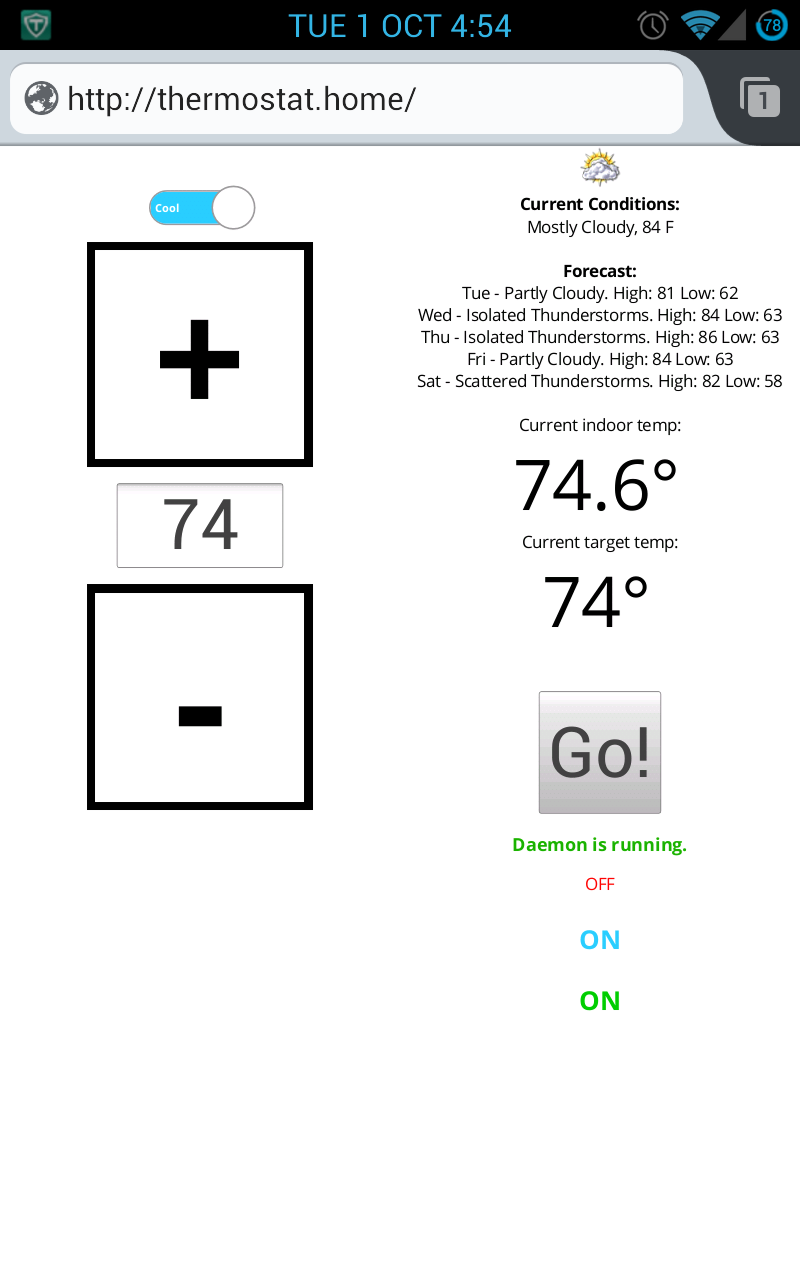 TUE 1 OCT 4:54
78
http://thermostat.home/
1
Cool
+
74
-
Current Conditions:
Mostly Cloudy, 84 F
Forecast:
Tue - Partly Cloudy. High: 81 Low: 62
Wed - Isolated Thunderstorms. High: 84 Low: 63
Thu - Isolated Thunderstorms. High: 86 Low: 63
Fri - Partly Cloudy. High: 84 Low: 63
Sat - Scattered Thunderstorms. High: 82 Low: 58
Current indoor temp:
74.6°
Current target temp:
74°
Go!
Daemon is running.
OFF
ON
ON